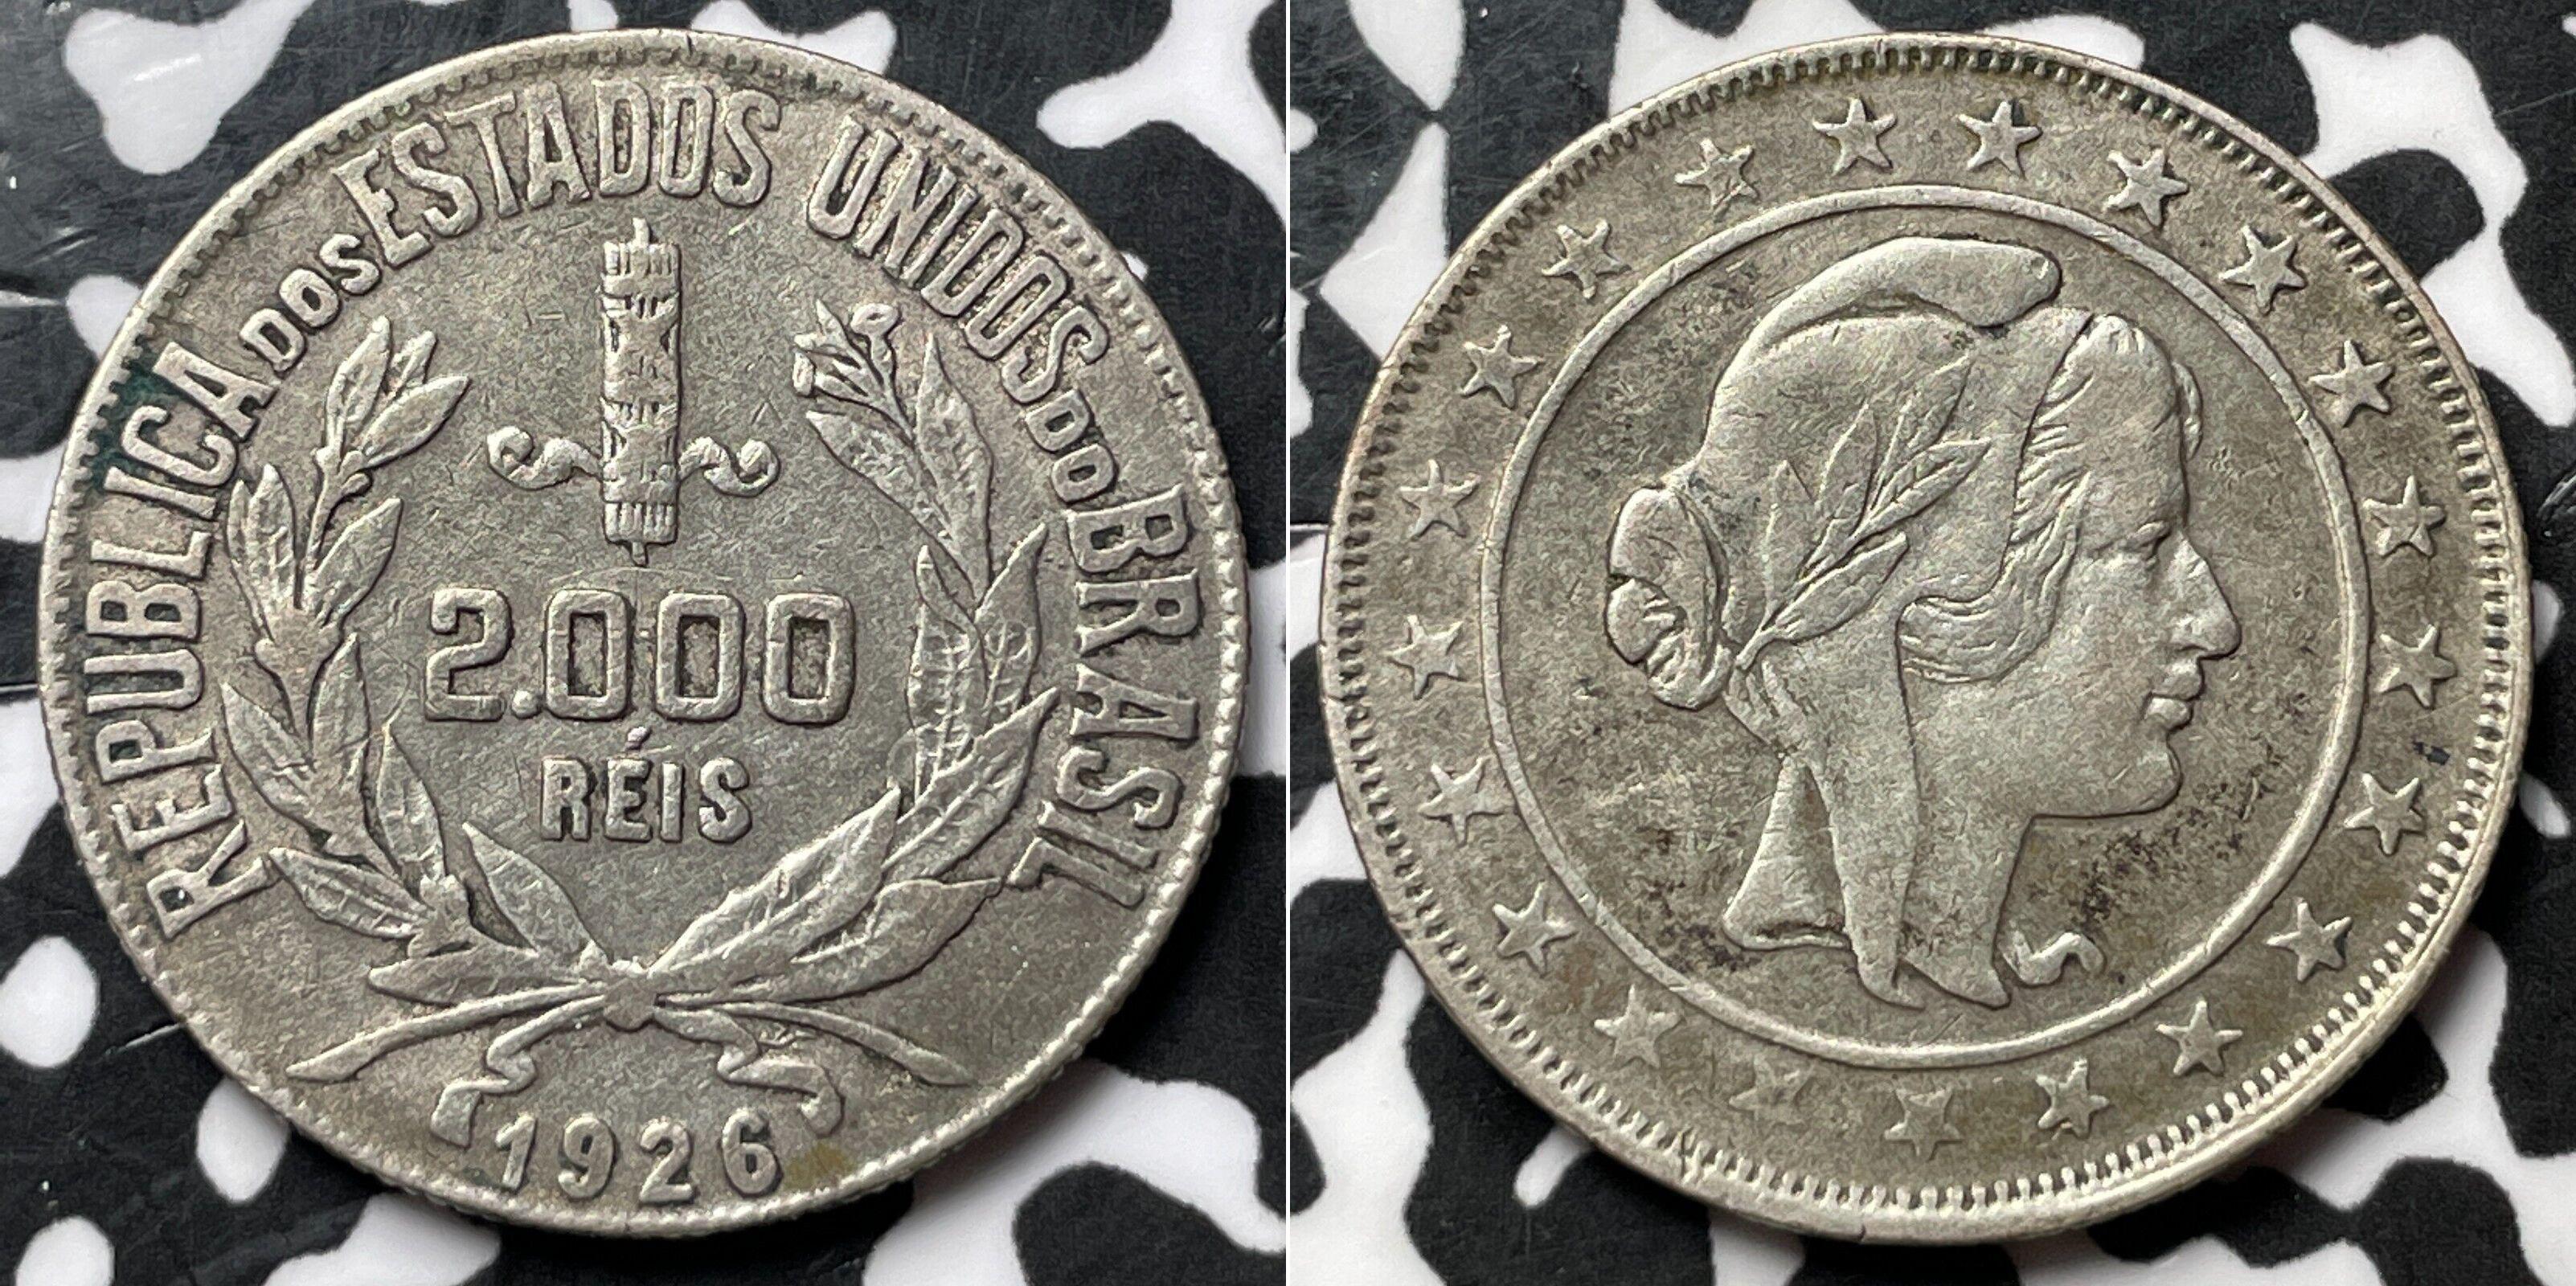 REPUBLICA DOS ESTADOS UNIDOS DO BRASIL
2.000
RÉIS
1926